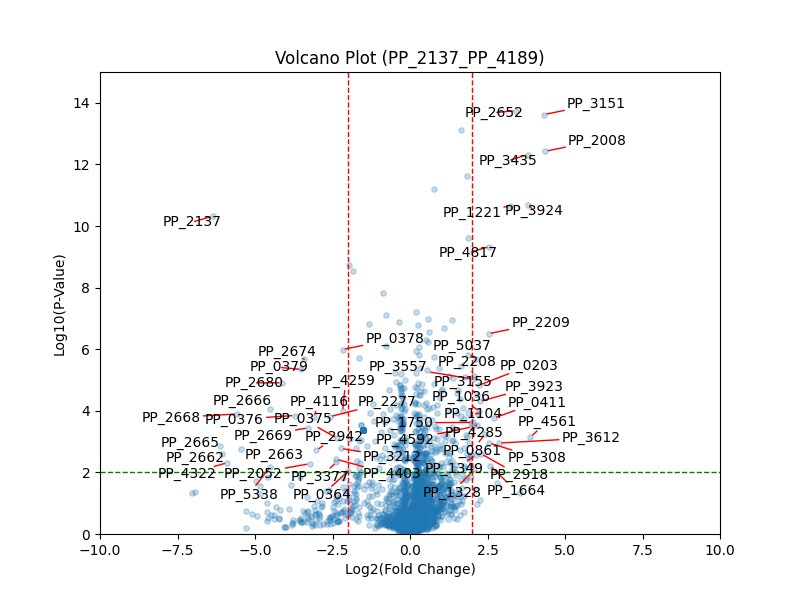 Volcano Plot (PP_2137_PP_4189)
14
PP_2652
PP_3151
PP_2008
12
PP_3435
10
PP_2137
PP_1221
PP_3924
PP_4817
8
PP_2209
6
PP_0378
PP_5037
PP_2674
PP_0379
PP_3557
PP_2208
PP_0203
PP_2680
PP_4259
PP_3155
PP_3923
PP_2666
PP_4116
PP_2277
PP_1036
PP_0411
4
PP_2668
PP_0376
PP_0375
PP_1750
PP_1104
PP_4561
PP_2669
PP_2942
PP_4592
PP_4285
PP_3612
PP_2665
PP_2663
PP_3212
PP_0861
PP_5308
PP_2662
2
PP_4322
PP_2052
PP_3377
PP_4403
PP_1349
PP_2918
PP_5338
PP_0364
PP_1328
PP_1664
0
−10.0
−7.5
−5.0
−2.5
0.0
2.5
5.0
7.5
10.0
Log2(Fold Change)
Log10(P-Value)